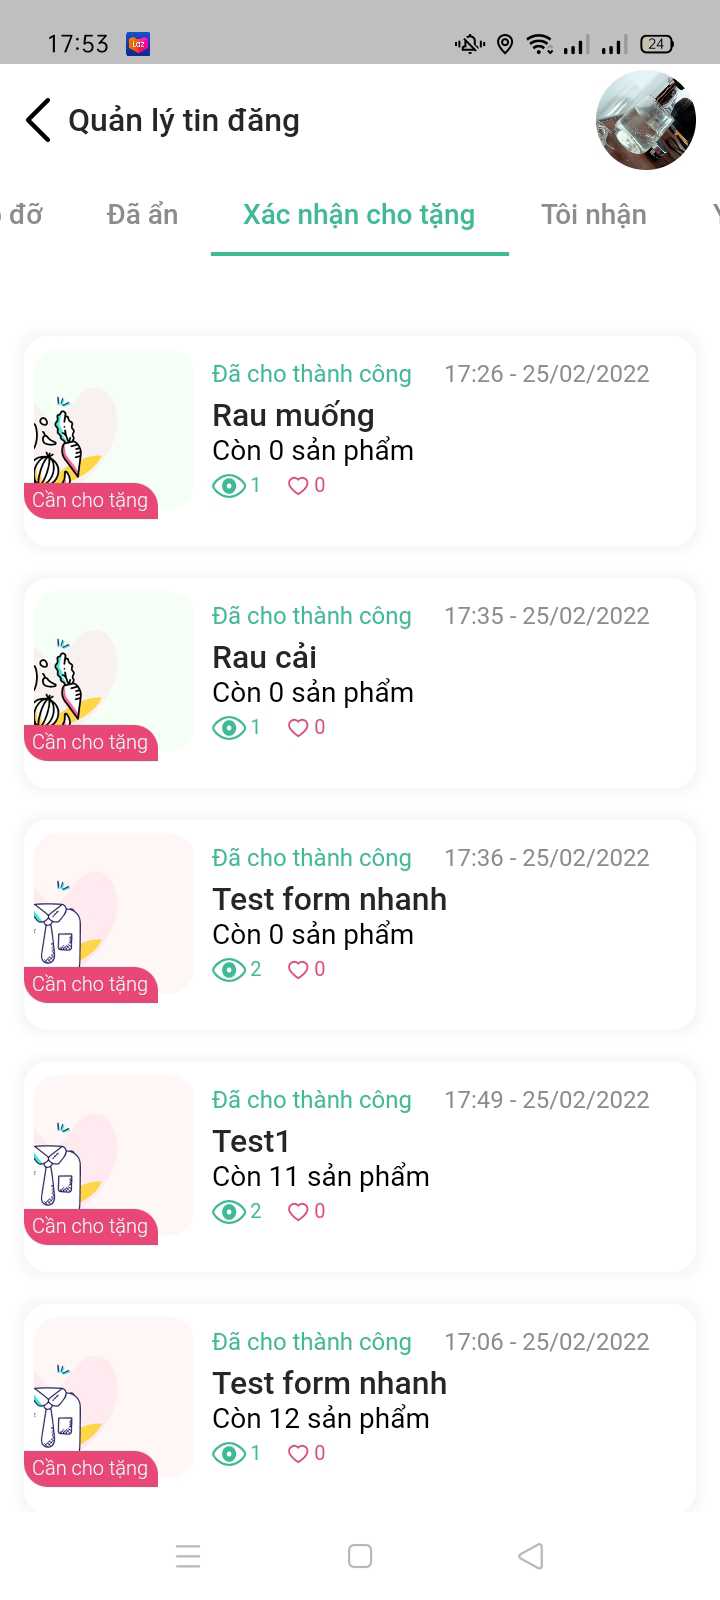 17:53
Laz
24
Quản lý tin đăng
đỡ
Đã ẩn
Xác nhận cho tặng
Tôi nhận
Đã cho thành công 17:26 - 25/02/2022
Rau muống
Còn 0 sản phẩm
1 0
Cần cho tặng
Đã cho thành công 17:35 - 25/02/2022
Rau cải
Còn 0 sản phẩm
1 0
Cần cho tặng
Đã cho thành công 17:36 - 25/02/2022
Test form nhanh
Còn 0 sản phẩm
2 0
Cần cho tặng
Đã cho thành công 17:49 - 25/02/2022
Test1
Còn 11 sản phẩm
2 0
Cần cho tặng
Đã cho thành công 17:06 - 25/02/2022
Test form nhanh
Còn 12 sản phẩm
1 0
Cần cho tặng